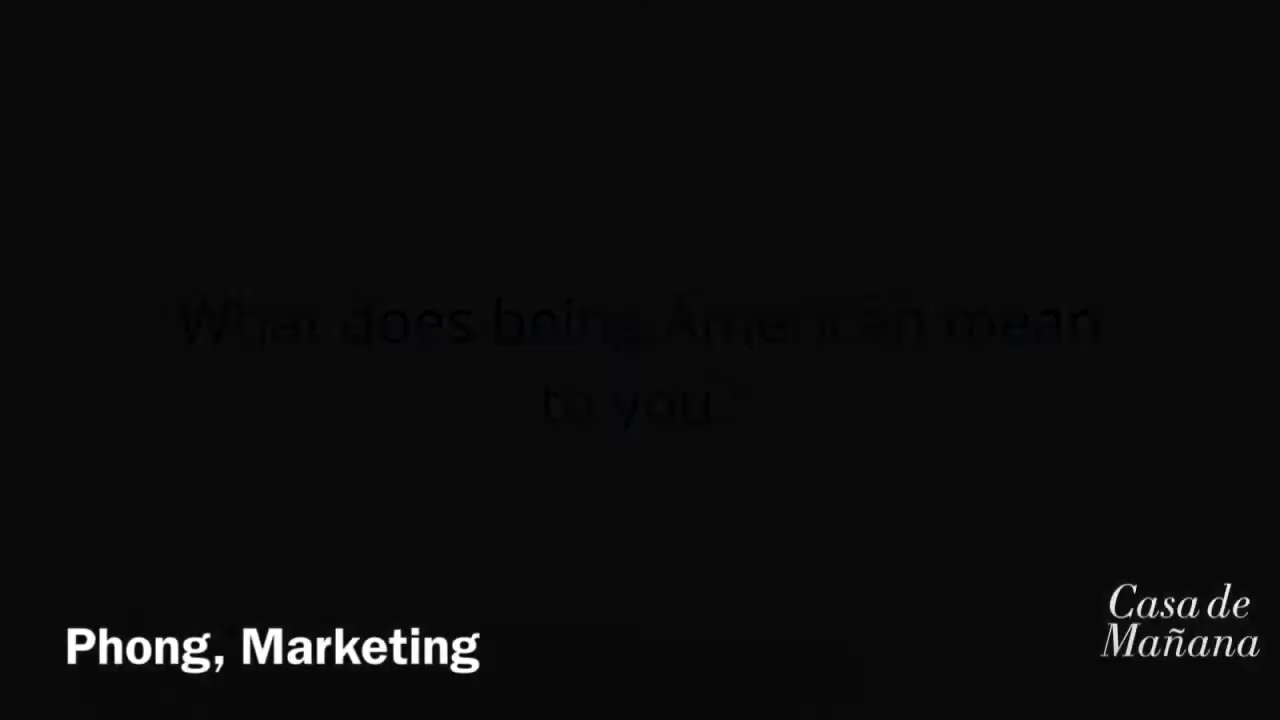 What does being American mean
to you?
Phong, Marketing
Casa de
Mañana